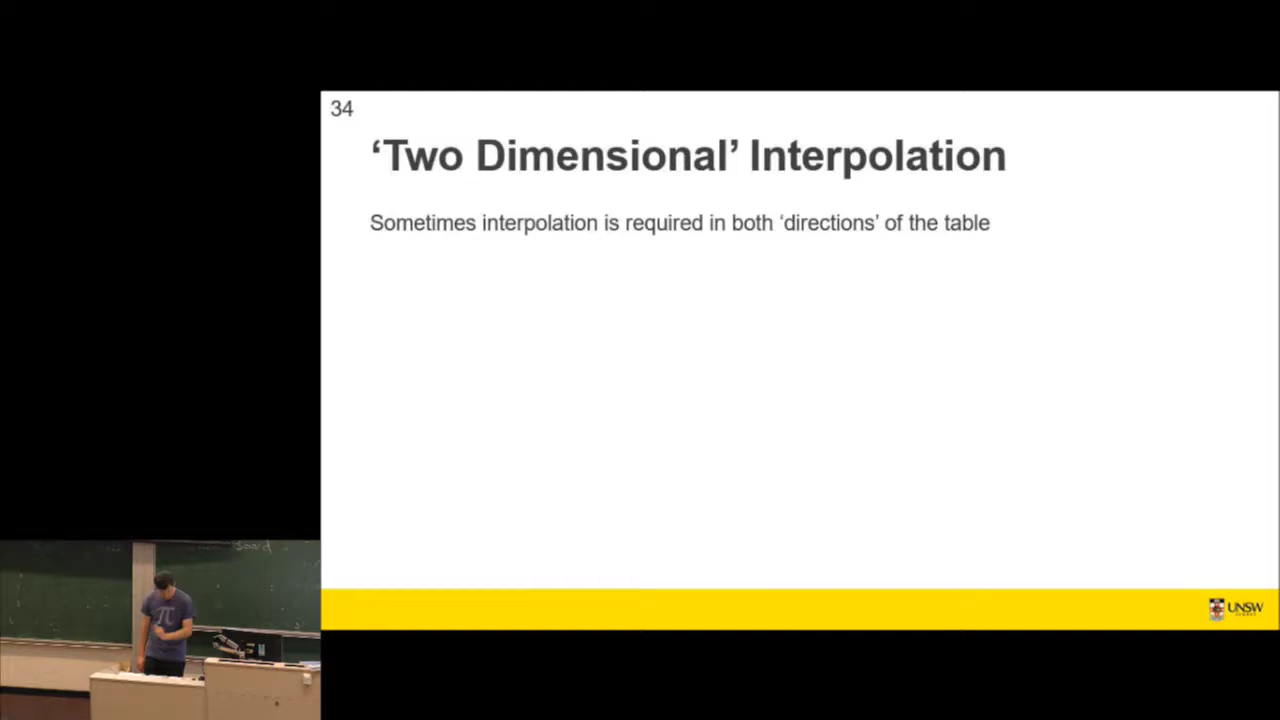 34
‘Two Dimensional’ Interpolation
Sometimes interpolation is required in both ‘directions’ of the table
UNSW
π